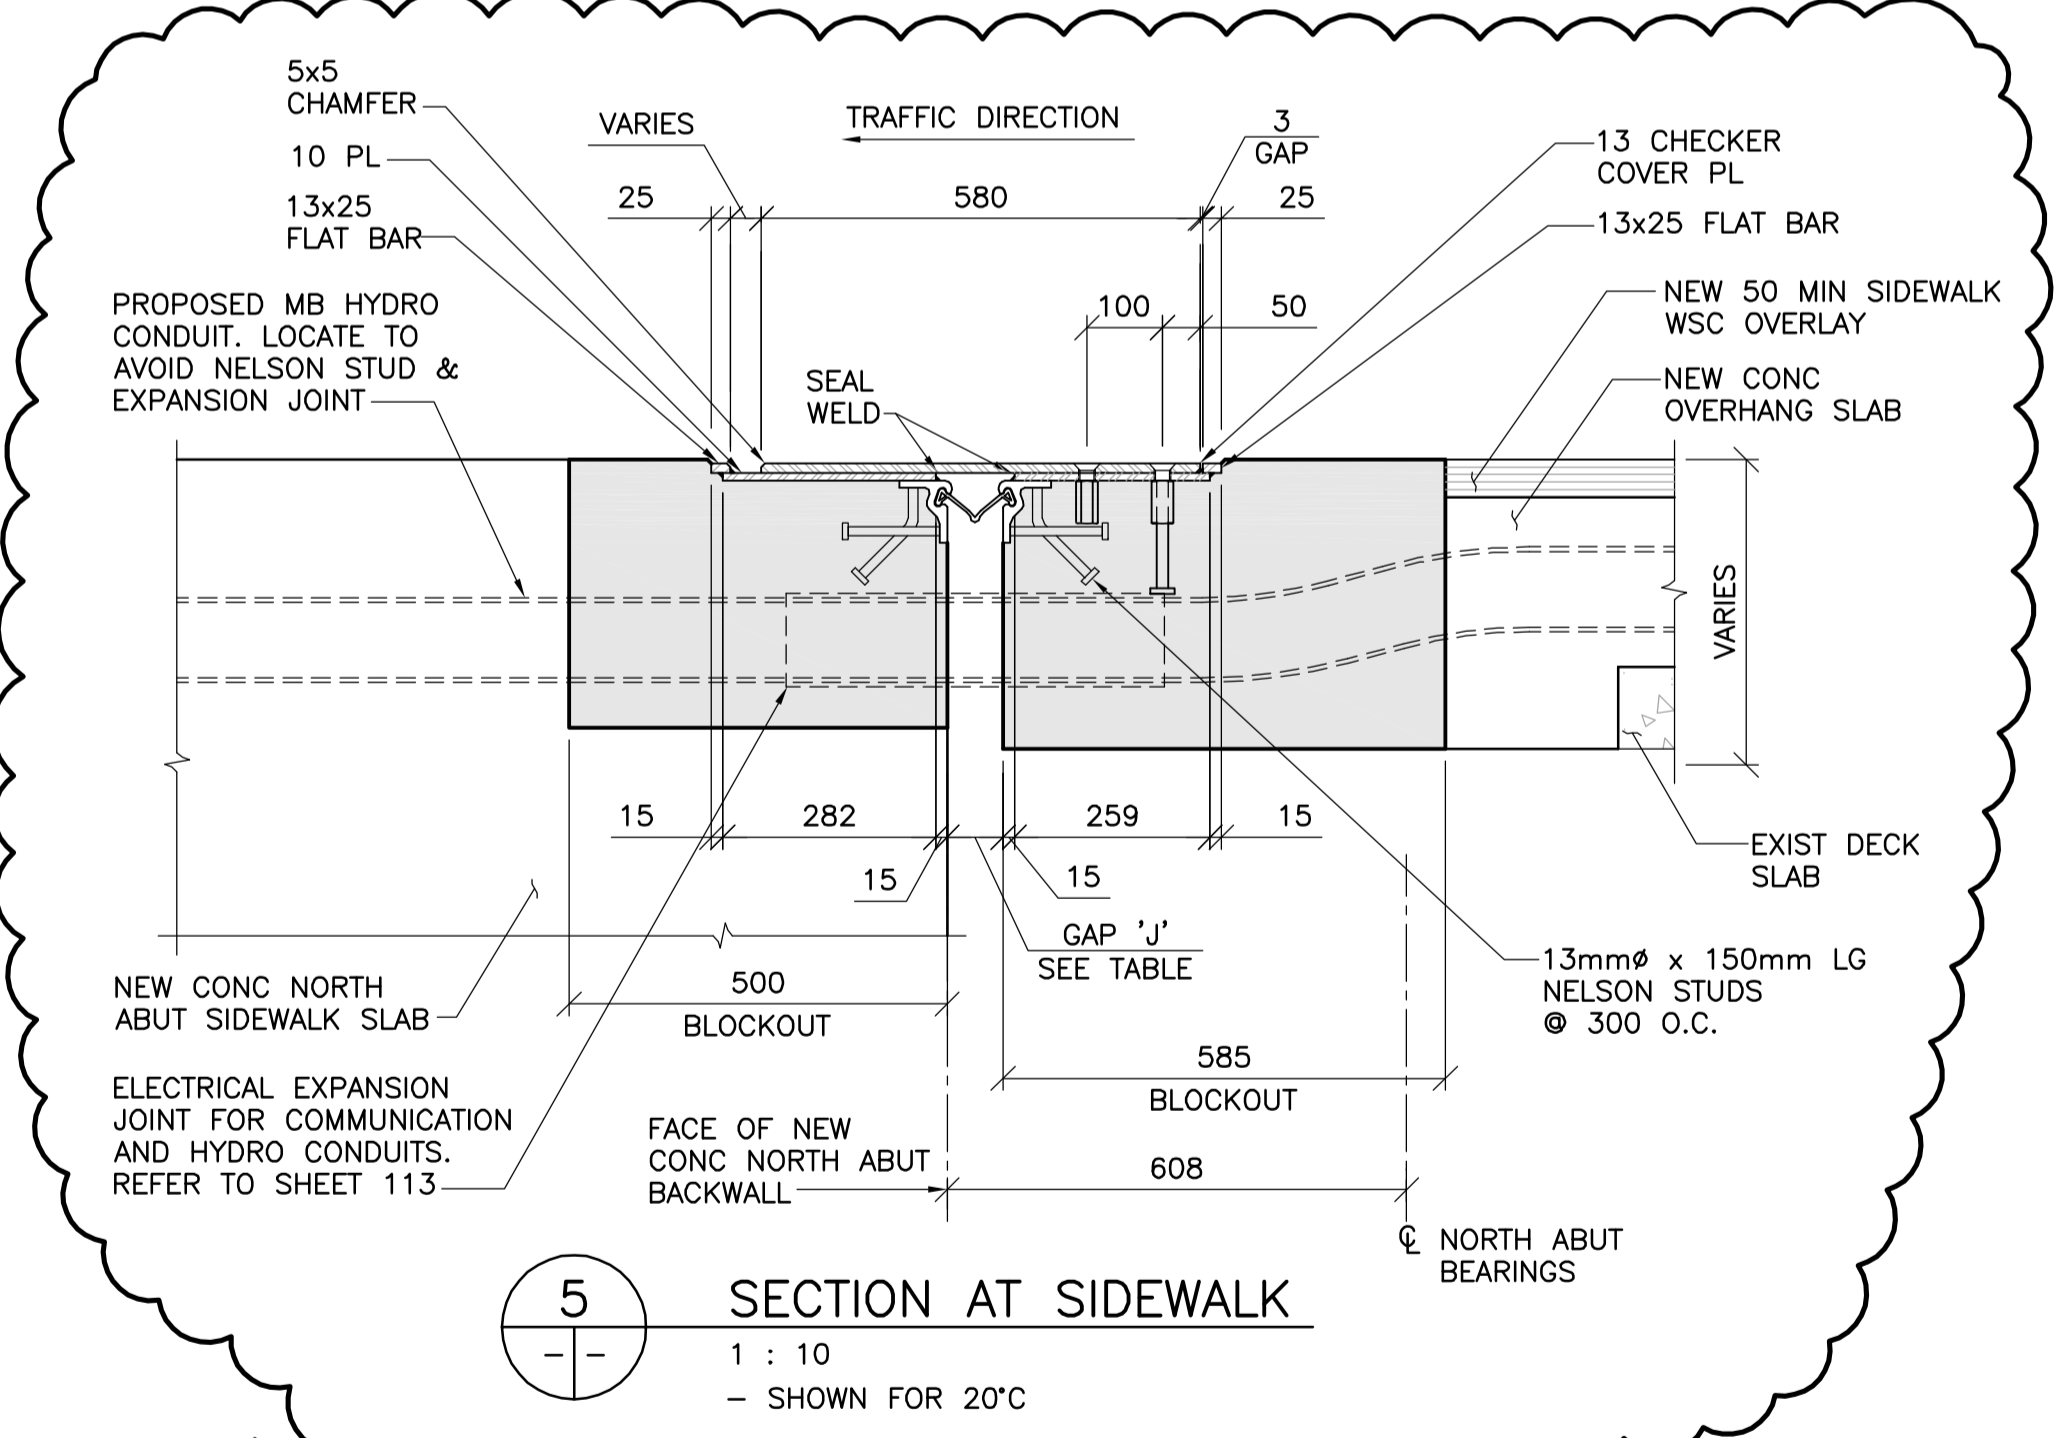 5x5
CHAMFER
10 PL
13x25
FLAT BAR
PROPOSED MB HYDRO
CONDUIT. LOCATE TO
AVOID NELSON STUD &
EXPANSION JOINT
VARIES
TRAFFIC DIRECTION
3
GAP
25
580
25
100
50
SEAL
WELD
13 CHECKER
COVER PL
13x25 FLAT BAR
NEW 50 MIN SIDEWALK
WSC OVERLAY
NEW CONC
OVERHANG SLAB
VARIES
EXIST DECK
SLAB
15
282
259
15
15
15
GAP 'J'
SEE TABLE
13mmø x 150mm LG
NELSON STUDS
@ 300 O.C.
NEW CONC NORTH
ABUT SIDEWALK SLAB
500
BLOCKOUT
585
BLOCKOUT
ELECTRICAL EXPANSION
JOINT FOR COMMUNICATION
AND HYDRO CONDUITS.
REFER TO SHEET 113
FACE OF NEW
CONC NORTH ABUT
BACKWALL
608
℄ NORTH ABUT
BEARINGS
5
- -
SECTION AT SIDEWALK
1 : 10
- SHOWN FOR 20°C